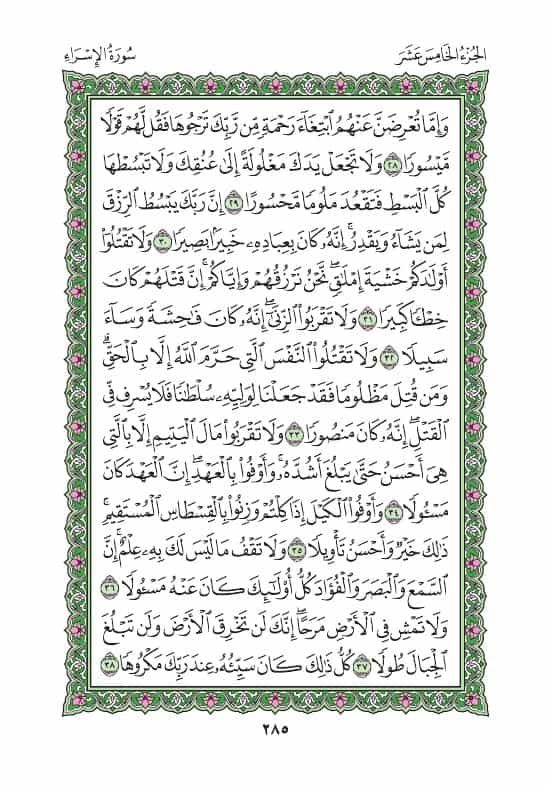 الجُزْءُ الخَامِسَ عَشَرَ
سُورَةُ الإِسْرَاءِ
وَإِمَّا تُعْرِضَنَّ عَنْهُمُ ٱبْتِغَآءَ رَحْمَةٍ مِّن رَّبِّكَ تَرْجُوهَا فَقُل لَّهُمْ قَوْلًا
مَّيْسُورًا ٢٨ وَلَا تَجْعَلْ يَدَكَ مَغْلُولَةً إِلَىٰ عُنُقِكَ وَلَا تَبْسُطْهَا
كُلَّ ٱلْبَسْطِ فَتَقْعُدَ مَلُومًا مَّحْسُورًا ٢٩ إِنَّ رَبَّكَ يَبْسُطُ ٱلرِّزْقَ
لِمَن يَشَآءُ وَيَقْدِرُ ۚ إِنَّهُۥ كَانَ بِعِبَادِهِۦ خَبِيرًۢا بَصِيرًا ٣٠ وَلَا تَقْتُلُوٓا۟
أَوْلَـٰدَكُمْ خَشْيَةَ إِمْلَـٰقٍ ۖ نَّحْنُ نَرْزُقُهُمْ وَإِيَّاكُمْ ۚ إِنَّ قَتْلَهُمْ كَانَ
خِطْـًٔا كَبِيرًا ٣١ وَلَا تَقْرَبُوا۟ ٱلزِّنَىٰٓ ۖ إِنَّهُۥ كَانَ فَـٰحِشَةً وَسَآءَ
سَبِيلًا ٣٢ وَلَا تَقْتُلُوا۟ ٱلنَّفْسَ ٱلَّتِى حَرَّمَ ٱللَّهُ إِلَّا بِٱلْحَقِّ ۗ
وَمَن قُتِلَ مَظْلُومًا فَقَدْ جَعَلْنَا لِوَلِيِّهِۦ سُلْطَـٰنًا فَلَا يُسْرِف فِّى
ٱلْقَتْلِ ۖ إِنَّهُۥ كَانَ مَنصُورًا ٣٣ وَلَا تَقْرَبُوا۟ مَالَ ٱلْيَتِيمِ إِلَّا بِٱلَّتِى
هِىَ أَحْسَنُ حَتَّىٰ يَبْلُغَ أَشُدَّهُۥ ۚ وَأَوْفُوا۟ بِٱلْعَهْدِ ۖ إِنَّ ٱلْعَهْدَ كَانَ
مَسْـُٔولًا ٣٤ وَأَوْفُوا۟ ٱلْكَيْلَ إِذَا كِلْتُمْ وَزِنُوا۟ بِٱلْقِسْطَاسِ ٱلْمُسْتَقِيمِ ۚ
ذَٰلِكَ خَيْرٌ وَأَحْسَنُ تَأْوِيلًا ٣٥ وَلَا تَقْفُ مَا لَيْسَ لَكَ بِهِۦ عِلْمٌ ۚ إِنَّ
ٱلسَّمْعَ وَٱلْبَصَرَ وَٱلْفُؤَادَ كُلُّ أُو۟لَـٰٓئِكَ كَانَ عَنْهُ مَسْـُٔولًا ٣٦
وَلَا تَمْشِ فِى ٱلْأَرْضِ مَرَحًا ۖ إِنَّكَ لَن تَخْرِقَ ٱلْأَرْضَ وَلَن تَبْلُغَ
ٱلْجِبَالَ طُولًا ٣٧ كُلُّ ذَٰلِكَ كَانَ سَيِّئُهُۥ عِندَ رَبِّكَ مَكْرُوهًا ٣٨
٢٨٥